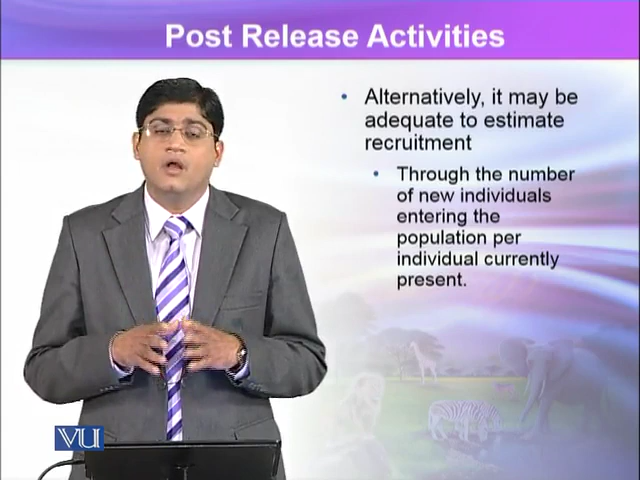 Post Release Activities
• Alternatively, it may be
adequate to estimate
recruitment
• Through the number
of new individuals
entering the
population per
individual currently
present.
VU